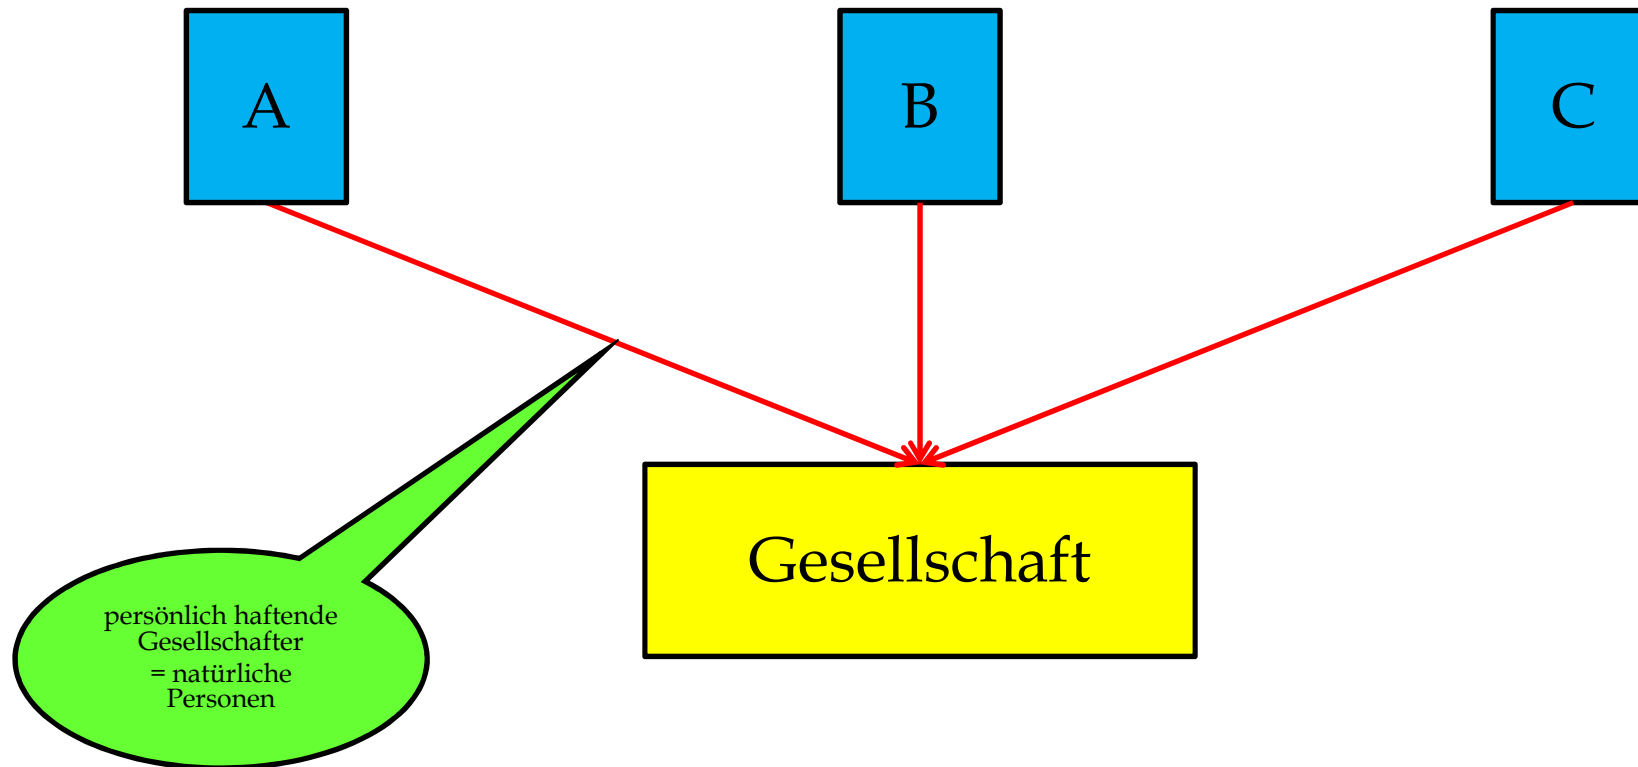 A
B
C
Gesellschaft
persönlich haftende
Gesellschafter
= natürliche
Personen